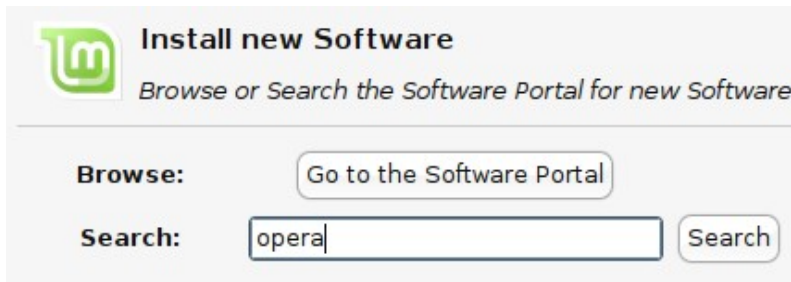 Install new Software
Browse or Search the Software Portal for new Software
Browse: Go to the Software Portal
Search: opera Search